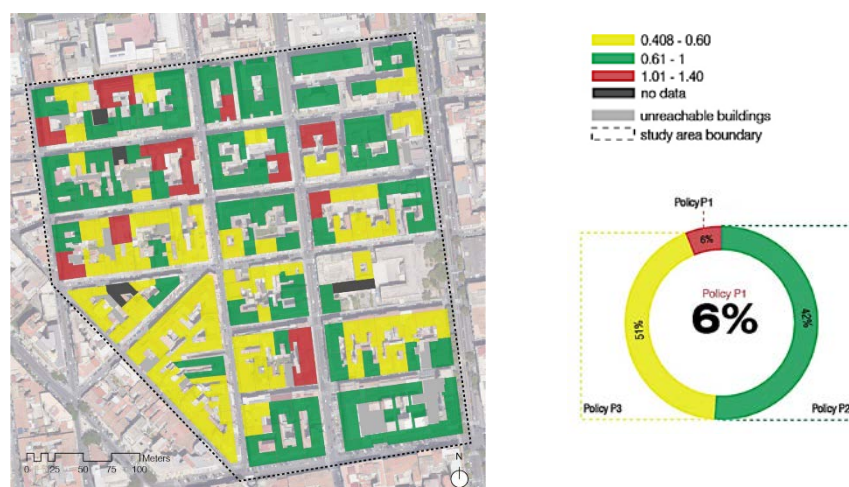 0.408 - 0.60
0.61 - 1
1.01 - 1.40
no data
unreachable buildings
study area boundary
Policy P1
6%
Policy P1
6%
51%
42%
Policy P3
Policy P2
Meters
0 25 50 75 100
N